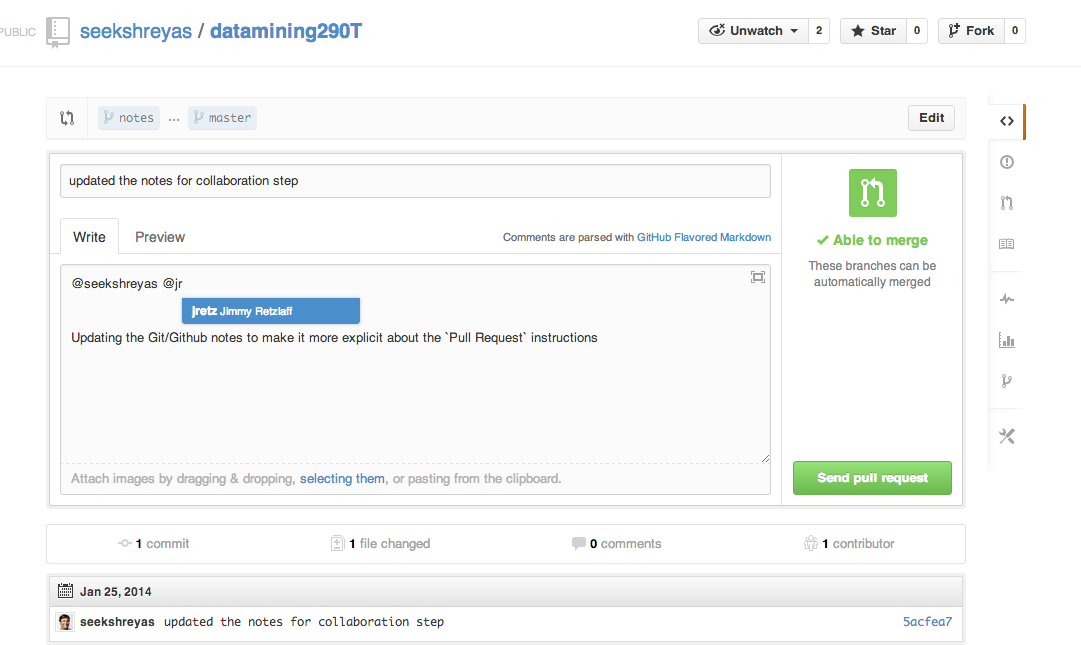 PUBLIC seekshreyas / datamining290T Unwatch 2 Star 0 Fork 0
notes ... master Edit
updated the notes for collaboration step
Write Preview Comments are parsed with GitHub Flavored Markdown
Able to merge
These branches can be
automatically merged
@seekshreyas @jr
jretz Jimmy Retzlaff
Updating the Git/Github notes to make it more explicit about the `Pull Request` instructions
Attach images by dragging & dropping, selecting them, or pasting from the clipboard.
Send pull request
1 commit 1 file changed 0 comments 1 contributor
Jan 25, 2014
seekshreyas updated the notes for collaboration step 5acfea7